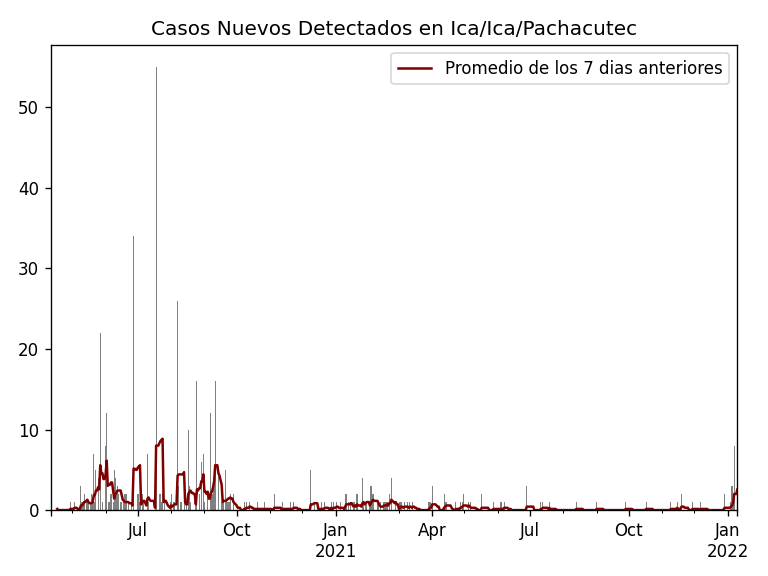 Casos Nuevos Detectados en Ica/Ica/Pachacutec
Promedio de los 7 dias anteriores
50
40
30
20
10
0
Jul
Oct
Jan
2021
Apr
Jul
Oct
Jan
2022